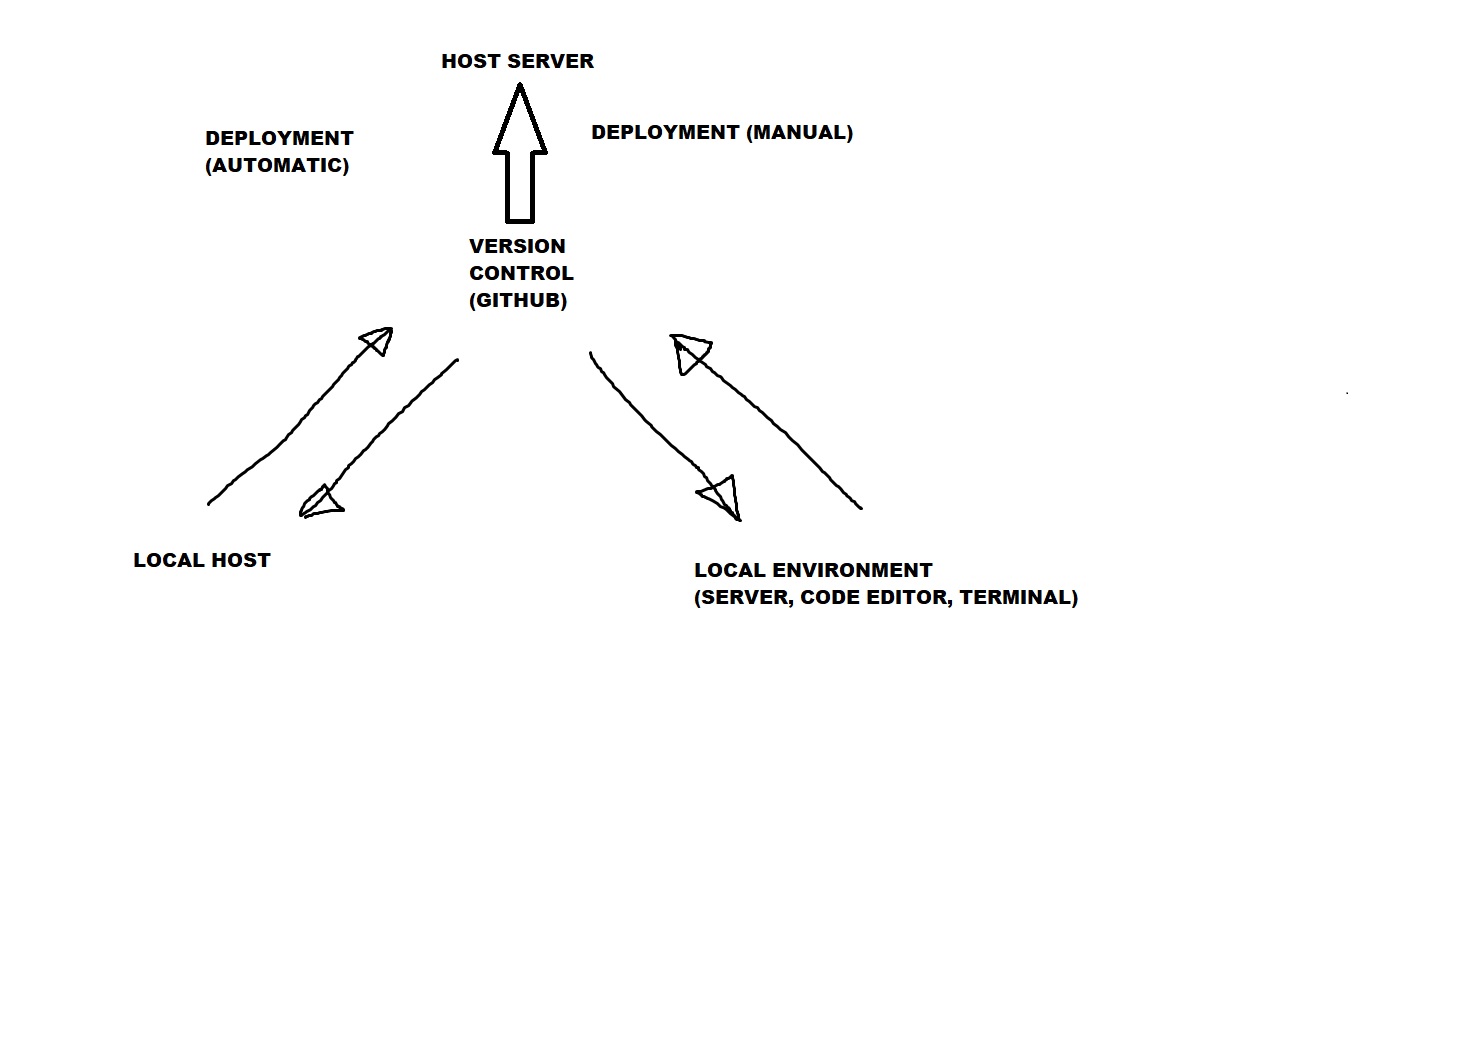 HOST SERVER
DEPLOYMENT
(AUTOMATIC)
DEPLOYMENT (MANUAL)
VERSION
CONTROL
(GITHUB)
LOCAL HOST
LOCAL ENVIRONMENT
(SERVER, CODE EDITOR, TERMINAL)